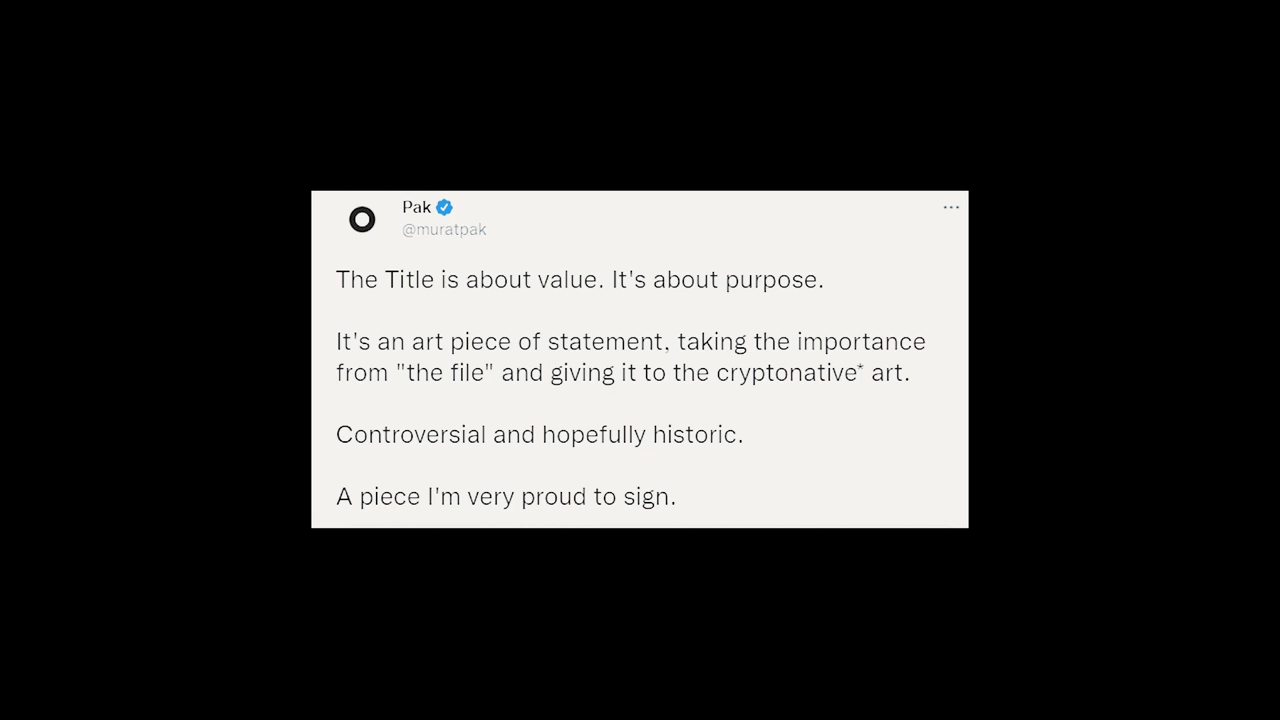 Pak
@muratpak
The Title is about value. It's about purpose.
It's an art piece of statement, taking the importance
from "the file" and giving it to the cryptonative* art.
Controversial and hopefully historic.
A piece I'm very proud to sign.